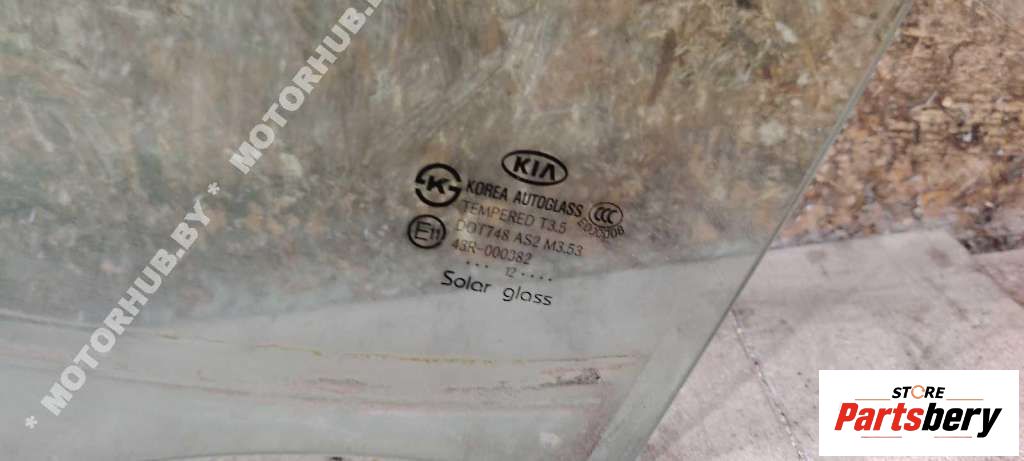 * MOTORHUB.BY * MOTORHUB.BY
KIA
K
KOREA AUTOGLASS
CCC
TEMPERED T3.5
DOT748 AS2 M3.53
E11
43R-000382
.... 12 ....
Solar glass
STORE
Partsbery